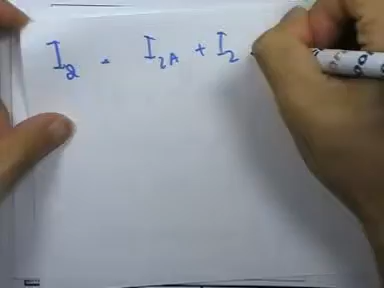 I₂ = I₂A + I₂